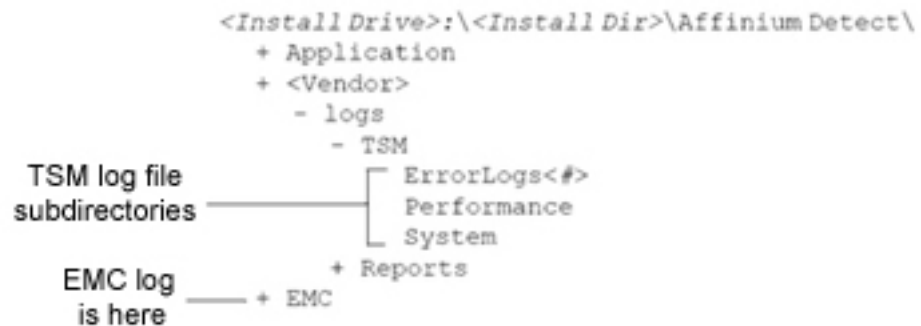 <Install Drive>:\<Install Dir>\Affinium Detect\
+ Application
+ <Vendor>
- logs
- TSM
TSM log file
subdirectories
ErrorLogs<#>
Performance
System
+ Reports
EMC log
is here
+ EMC